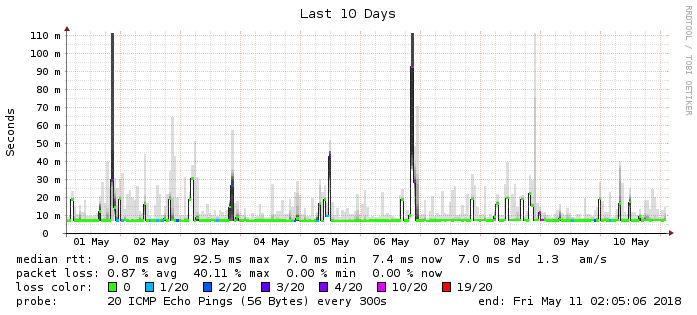 Last 10 Days
RRDTOOL / TOBI OETIKER
Seconds
110 m
100 m
90 m
80 m
70 m
60 m
50 m
40 m
30 m
20 m
10 m
0
01 May 02 May 03 May 04 May 05 May 06 May 07 May 08 May 09 May 10 May
median rtt: 9.0 ms avg 92.5 ms max 7.0 ms min 7.4 ms now 7.0 ms sd 1.3 am/s
packet loss: 0.87 % avg 40.11 % max 0.00 % min 0.00 % now
loss color: 0 1/20 2/20 3/20 4/20 10/20 19/20
probe: 20 ICMP Echo Pings (56 Bytes) every 300s end: Fri May 11 02:05:06 2018